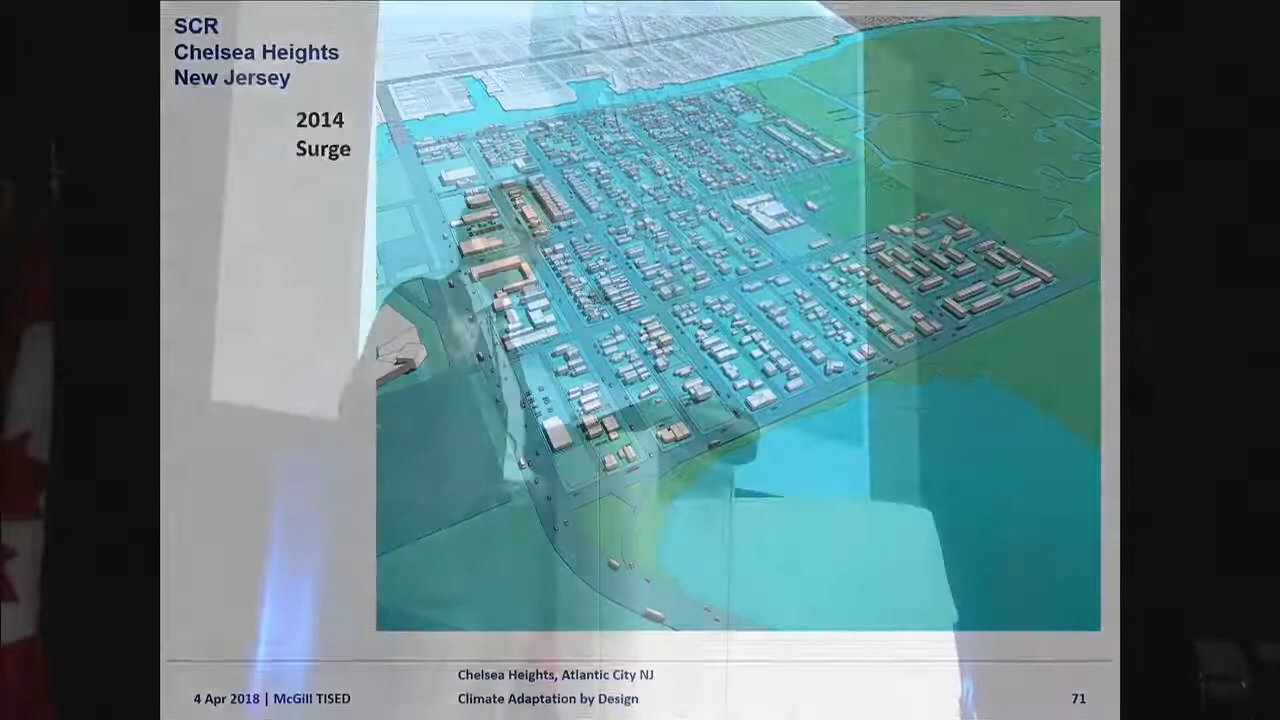 SCR
Chelsea Heights
New Jersey
2014
Surge
Chelsea Heights, Atlantic City NJ
4 Apr 2018 | McGill TISED
Climate Adaptation by Design
71